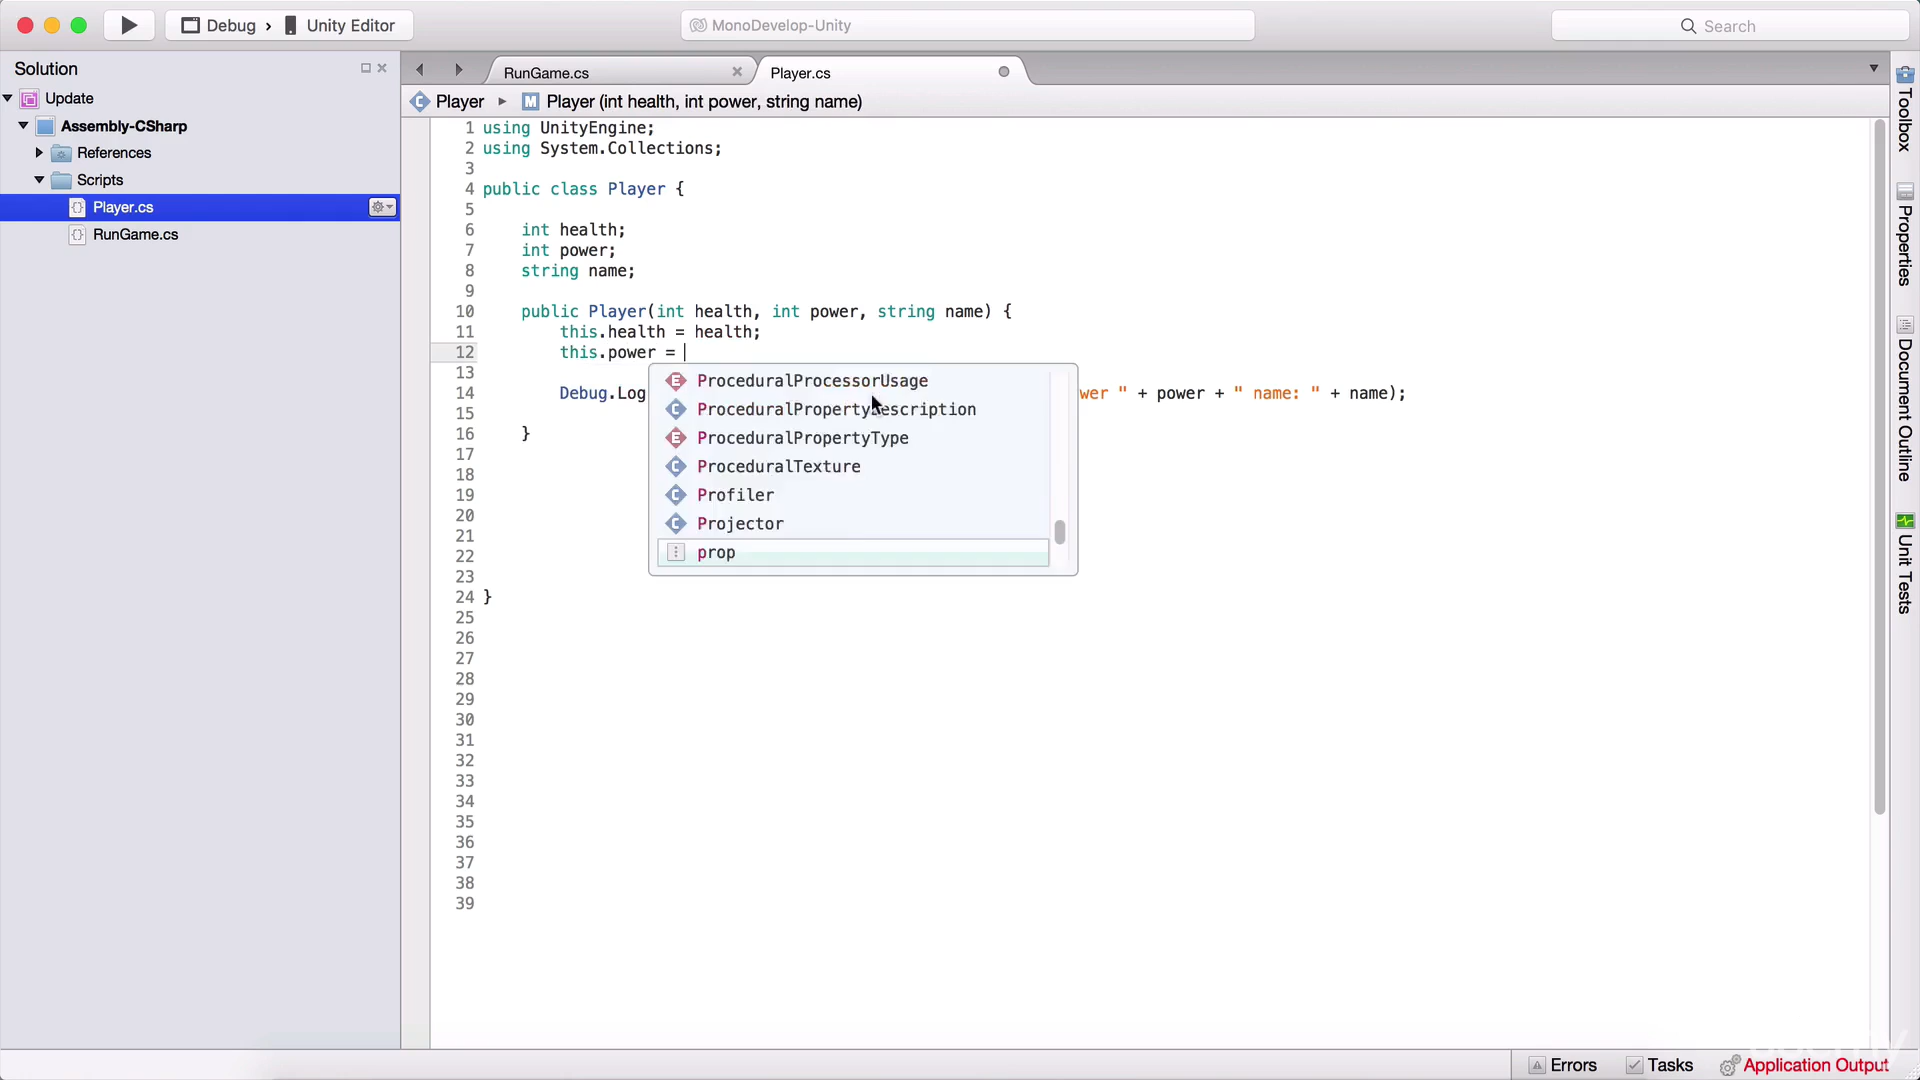 Debug › Unity Editor
MonoDevelop-Unity
Search
Solution
RunGame.cs
Player.cs
Update
Player ▸ M Player (int health, int power, string name)
Assembly-CSharp
References
Scripts
Player.cs
RunGame.cs
1 using UnityEngine;
2 using System.Collections;
3
4 public class Player {
5
6 int health;
7 int power;
8 string name;
9
10 public Player(int health, int power, string name) {
11 this.health = health;
12 this.power =
13
14 Debug.Log wer " + power + " name: " + name);
15
16 }
17
18
19
20
21
22
23
24 }
25
26
27
28
29
30
31
32
33
34
35
36
37
38
39
E ProceduralProcessorUsage
C
E ProceduralPropertyType
C ProceduralTexture
C Profiler
C Projector
prop
Toolbox
Properties
Document Outline
Unit Tests
Errors
Tasks
Application Output